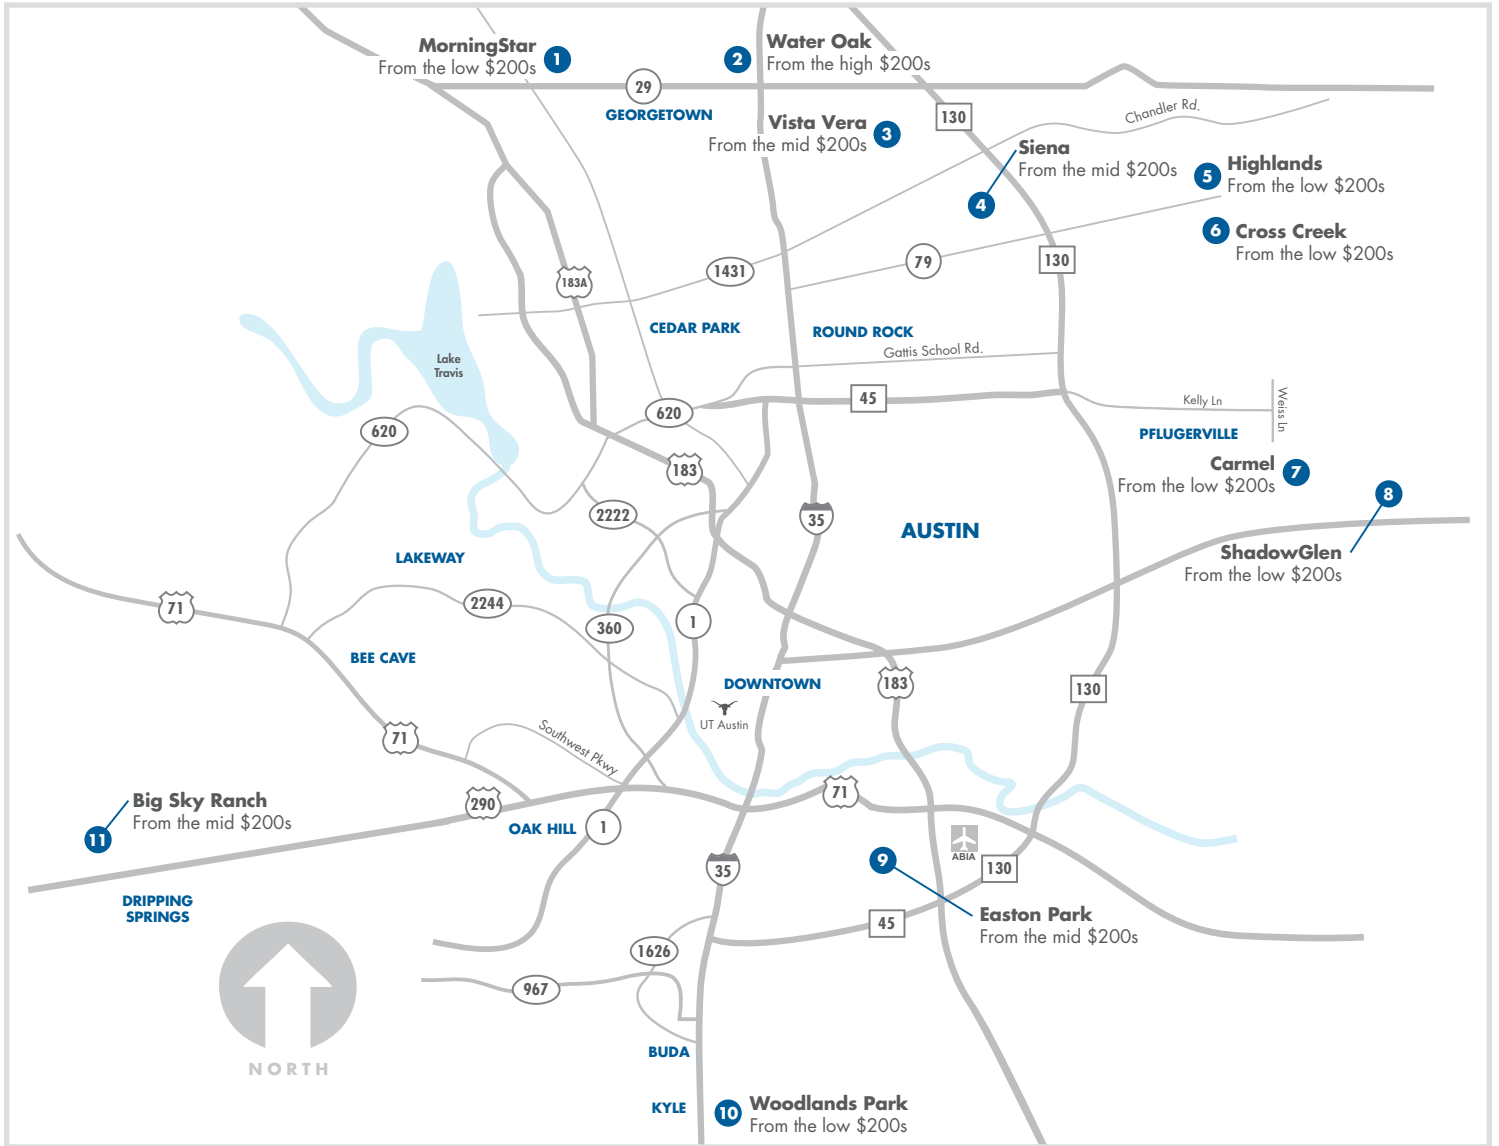 MorningStar
From the low $200s
1
2
Water Oak
From the high $200s
29
GEORGETOWN
130
Chandler Rd.
Vista Vera
From the mid $200s
3
Siena
From the mid $200s
4
5
Highlands
From the low $200s
6
Cross Creek
From the low $200s
183A
1431
79
130
CEDAR PARK
ROUND ROCK
Gattis School Rd.
Lake
Travis
620
620
45
Kelly Ln
Weiss Ln
PFLUGERVILLE
183
Carmel
From the low $200s
7
8
2222
35
AUSTIN
ShadowGlen
From the low $200s
LAKEWAY
71
2244
360
1
BEE CAVE
DOWNTOWN
183
130
UT Austin
71
Southwest Pkwy
Big Sky Ranch
From the mid $200s
11
290
71
OAK HILL
1
ABIA
130
35
9
DRIPPING
SPRINGS
Easton Park
From the mid $200s
45
1626
967
NORTH
BUDA
KYLE
10
Woodlands Park
From the low $200s